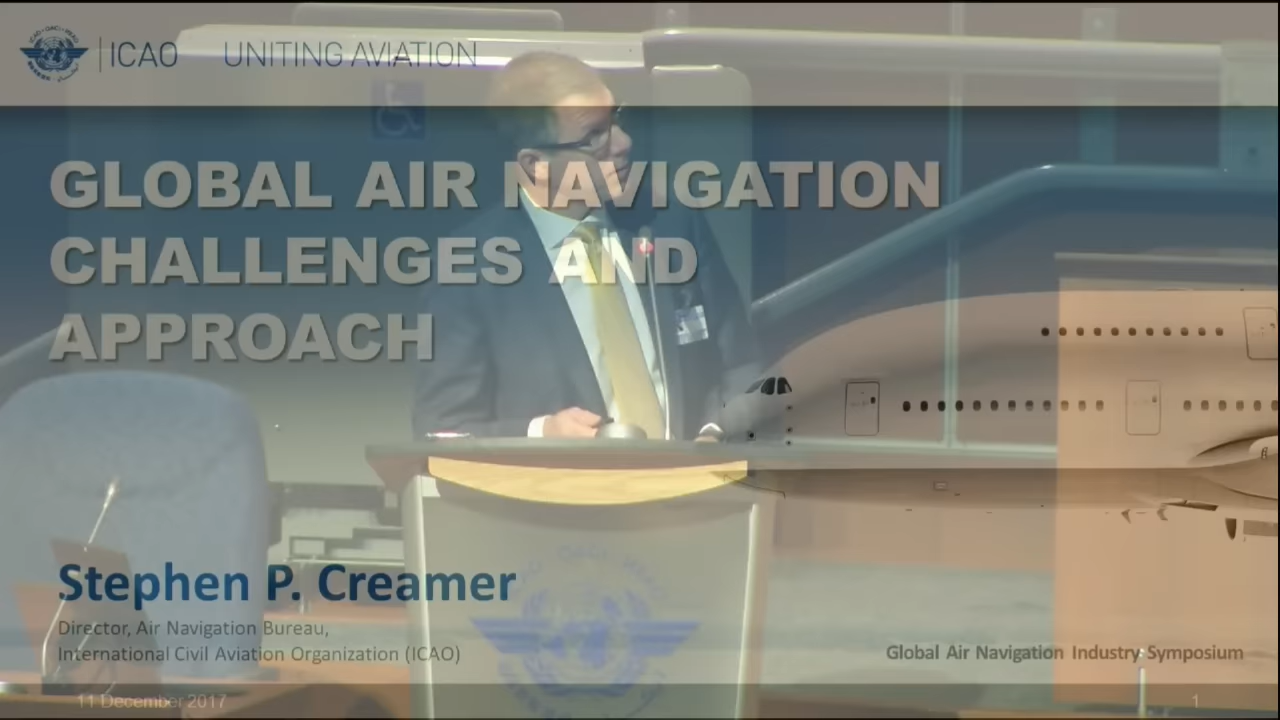 ICAO UNITING AVIATION
GLOBAL AIR NAVIGATION
CHALLENGES AND
APPROACH
Stephen P. Creamer
Director, Air Navigation Bureau,
International Civil Aviation Organization (ICAO)
Global Air Navigation Industry Symposium
11 December 2017
1